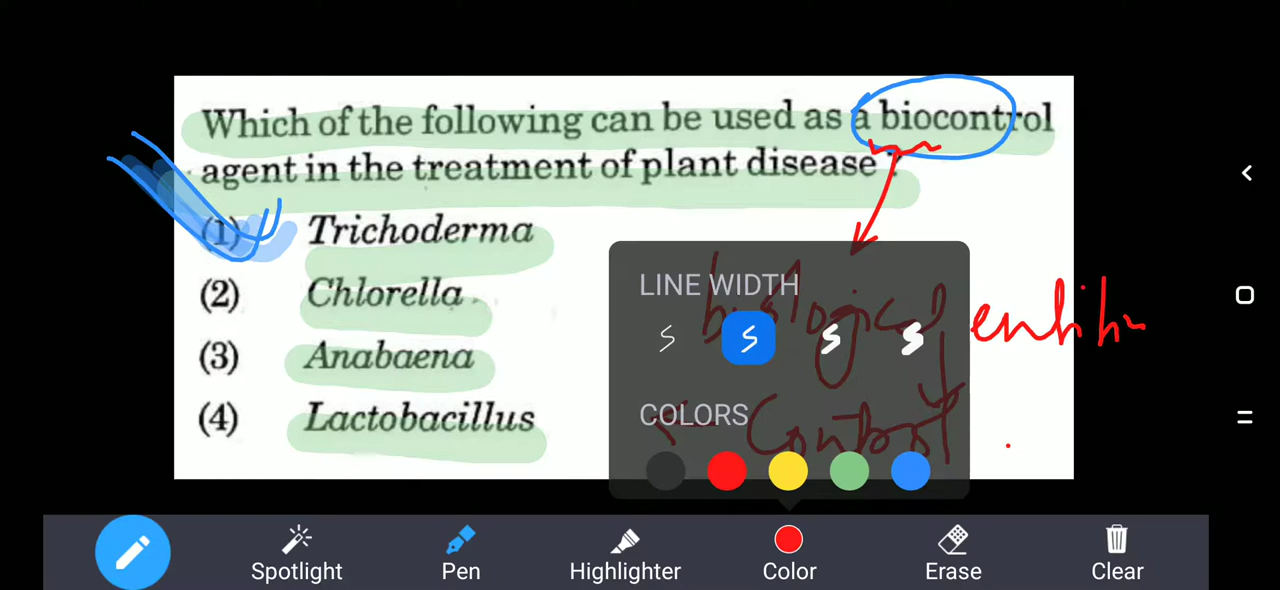 Which of the following can be used as a biocontrol
agent in the treatment of plant disease ?
(1) Trichoderma
(2) Chlorella
(3) Anabaena
(4) Lactobacillus
biological
Control
LINE WIDTH
COLORS
Spotlight
Pen
Highlighter
Color
Erase
Clear